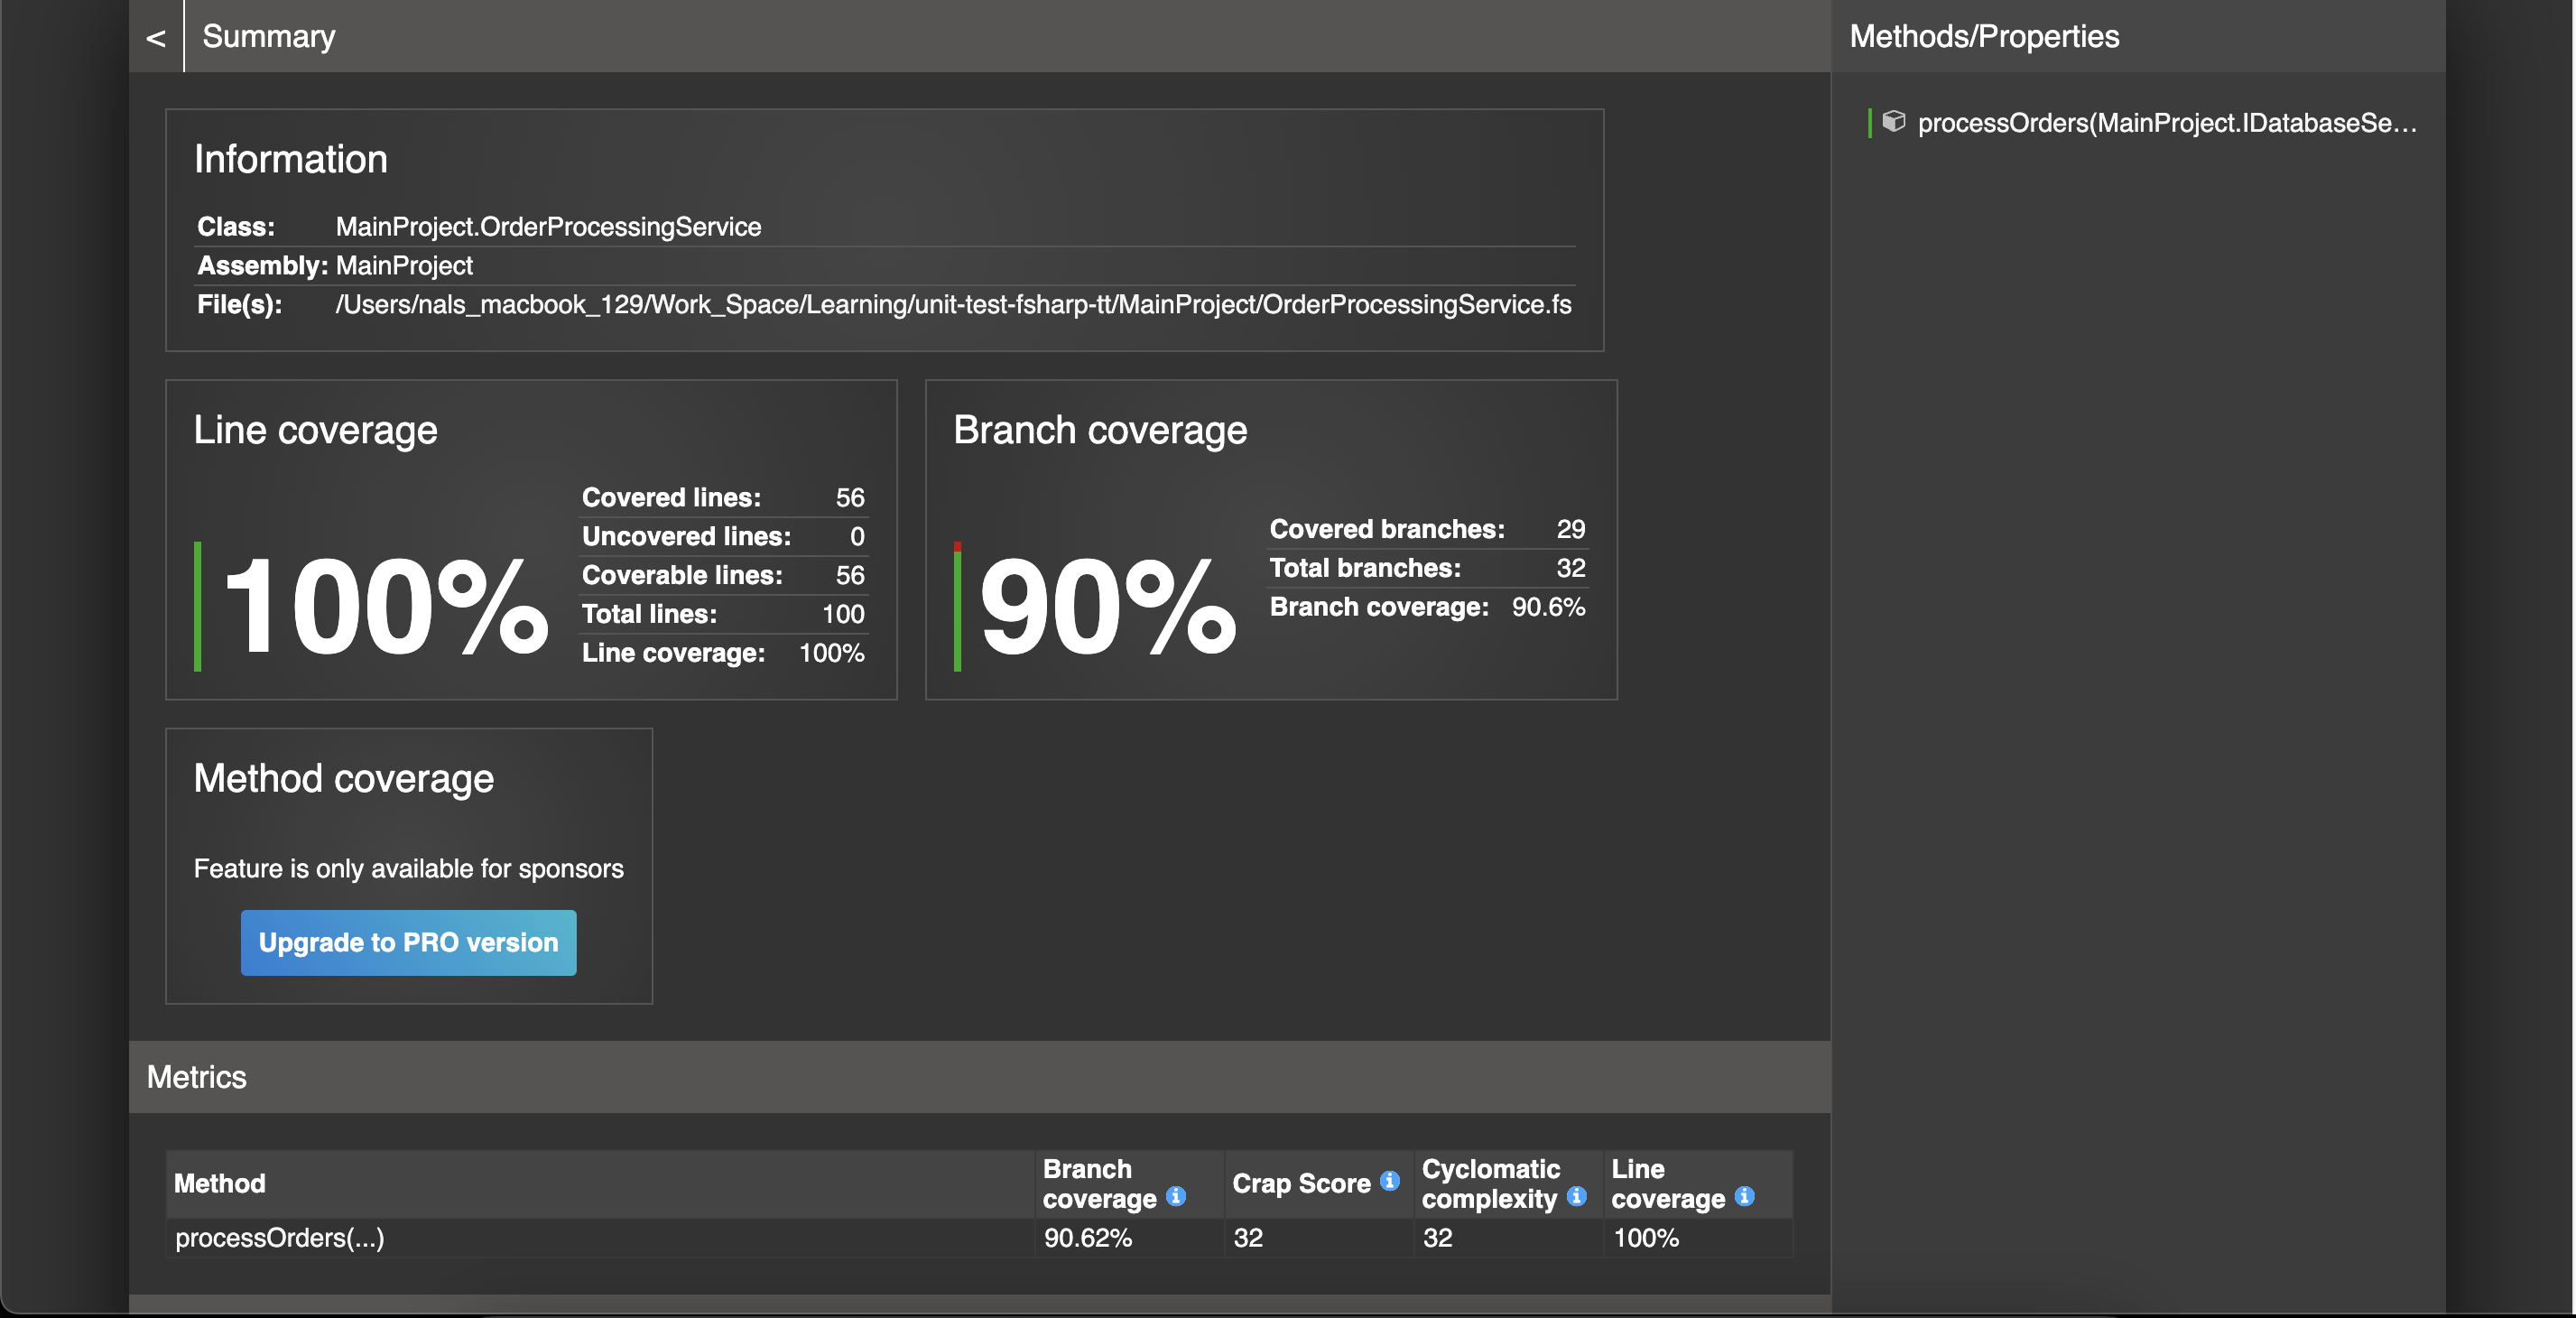 < Summary
Methods/Properties
processOrders(MainProject.IDatabaseSe...
Information
Class: MainProject.OrderProcessingService
Assembly: MainProject
File(s): /Users/nals_macbook_129/Work_Space/Learning/unit-test-fsharp-tt/MainProject/OrderProcessingService.fs
Line coverage
100%
Covered lines: 56
Uncovered lines: 0
Coverable lines: 56
Total lines: 100
Line coverage: 100%
Branch coverage
90%
Covered branches: 29
Total branches: 32
Branch coverage: 90.6%
Method coverage
Feature is only available for sponsors
Upgrade to PRO version
Metrics
Method Branch coverage Crap Score Cyclomatic complexity Line coverage
processOrders(...) 90.62% 32 32 100%